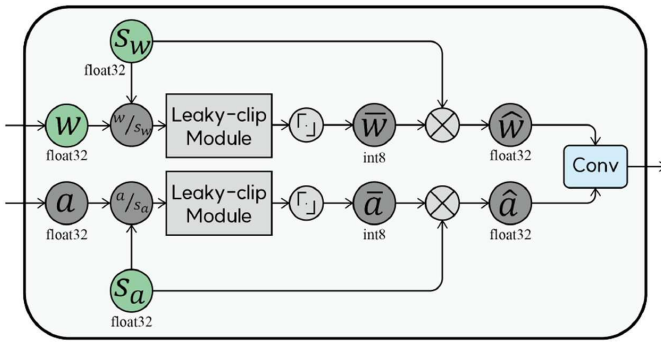 S_w
float32
w
float32
w/s_w
Leaky-clip
Module
⌈·⌋
w̅
int8
⊗
ŵ
float32
Conv
a
float32
a/s_a
Leaky-clip
Module
⌈·⌋
a̅
int8
⊗
â
float32
S_a
float32